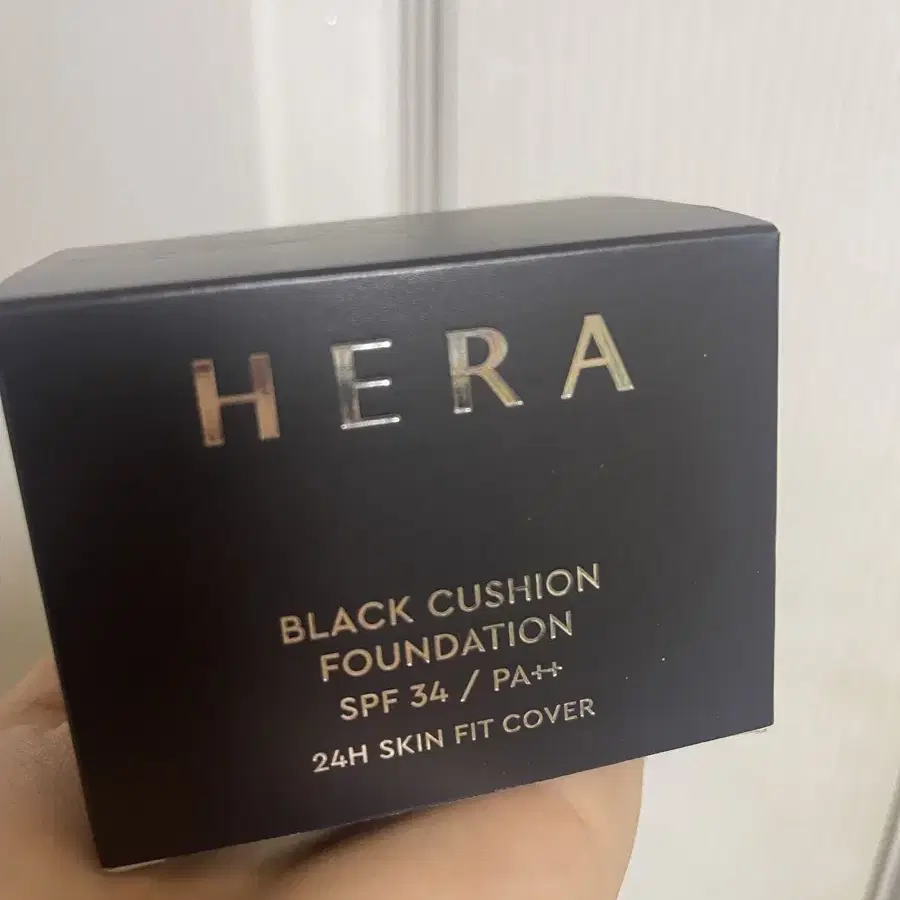 HERA
BLACK CUSHION
FOUNDATION
SPF 34 / PA++
24H SKIN FIT COVER